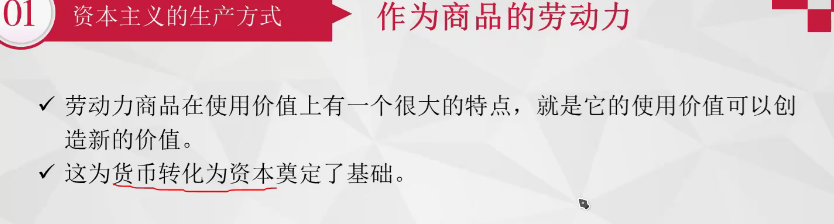 01 资本主义的生产方式 作为商品的劳动力
✓ 劳动力商品在使用价值上有一个很大的特点，就是它的使用价值可以创
造新的价值。
✓ 这为货币转化为资本奠定了基础。